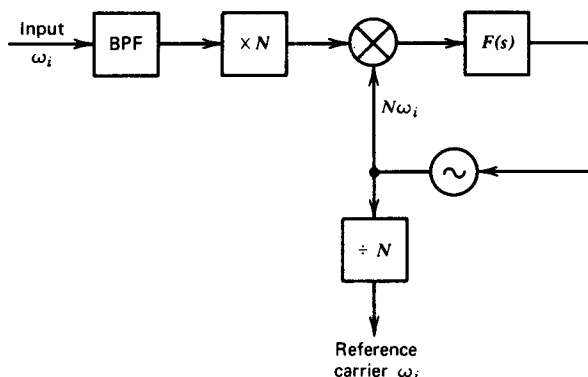 Input
ωi
BPF
× N
F(s)
Nωi
~
÷ N
Reference
carrier ωi